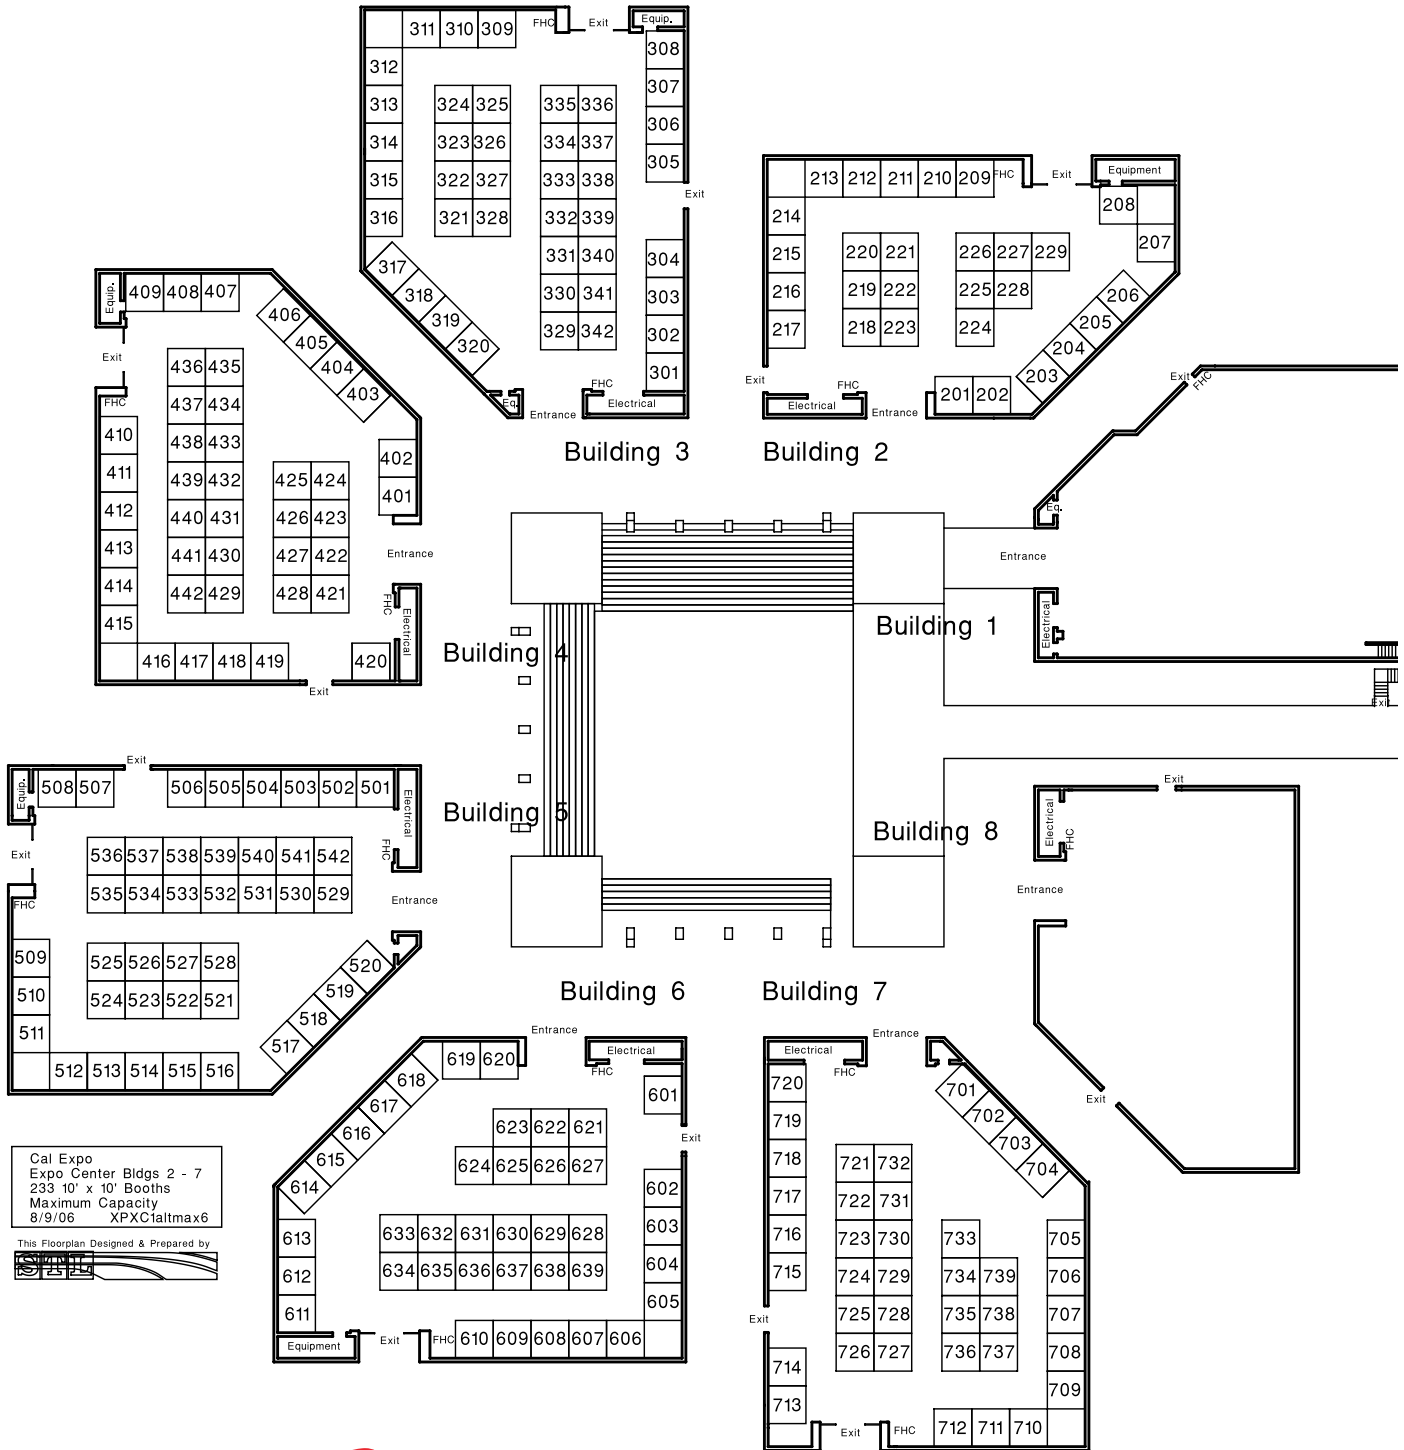 311 310 309 FHC Exit Equip.
312 308
313 324 325 335 336 307
314 323 326 334 337 306
315 322 327 333 338 305
316 321 328 332 339 Exit
317 331 340 304
318 330 341 303
319 329 342 302
320 301
FHC
Eq. Entrance Electrical
Building 3
213 212 211 210 209 FHC Exit Equipment
214 208
215 220 221 226 227 229 207
216 219 222 225 228 206
217 218 223 224 205
204
203
Exit FHC 201 202
Electrical Entrance
Building 2
Equip. 409 408 407
406
405
Exit 404
436 435 403
FHC 437 434
410 438 433 402
411 439 432 425 424 401
412 440 431 426 423
413 441 430 427 422 Entrance
414 442 429 428 421
415 FHC Electrical
416 417 418 419 420
Exit
Building 4
Exit FHC
Eq.
Entrance
Electrical
Building 1
Exit
Exit
Equip. 508 507 506 505 504 503 502 501 Electrical
Exit 536 537 538 539 540 541 542 FHC
535 534 533 532 531 530 529
FHC Entrance
509 525 526 527 528 520
510 524 523 522 521 519
511 518
517
512 513 514 515 516
Building 5
Exit
Electrical
FHC
Building 8
Entrance
Exit
Building 6
Entrance
619 620 Electrical
618 FHC 601
617
616 623 622 621 Exit
615 624 625 626 627
614 602
613 633 632 631 630 629 628 603
612 634 635 636 637 638 639 604
611 605
Equipment Exit FHC 610 609 608 607 606
Building 7
Entrance
Electrical
720 FHC 701
719 702
718 721 732 703
717 722 731 704
716 723 730 733 705
715 724 729 734 739 706
Exit 725 728 735 738 707
714 726 727 736 737 708
713 709
Exit FHC 712 711 710
Cal Expo
Expo Center Bldgs 2 - 7
233 10' x 10' Booths
Maximum Capacity
8/9/06 XPXC1altmax6
This Floorplan Designed & Prepared by
STL